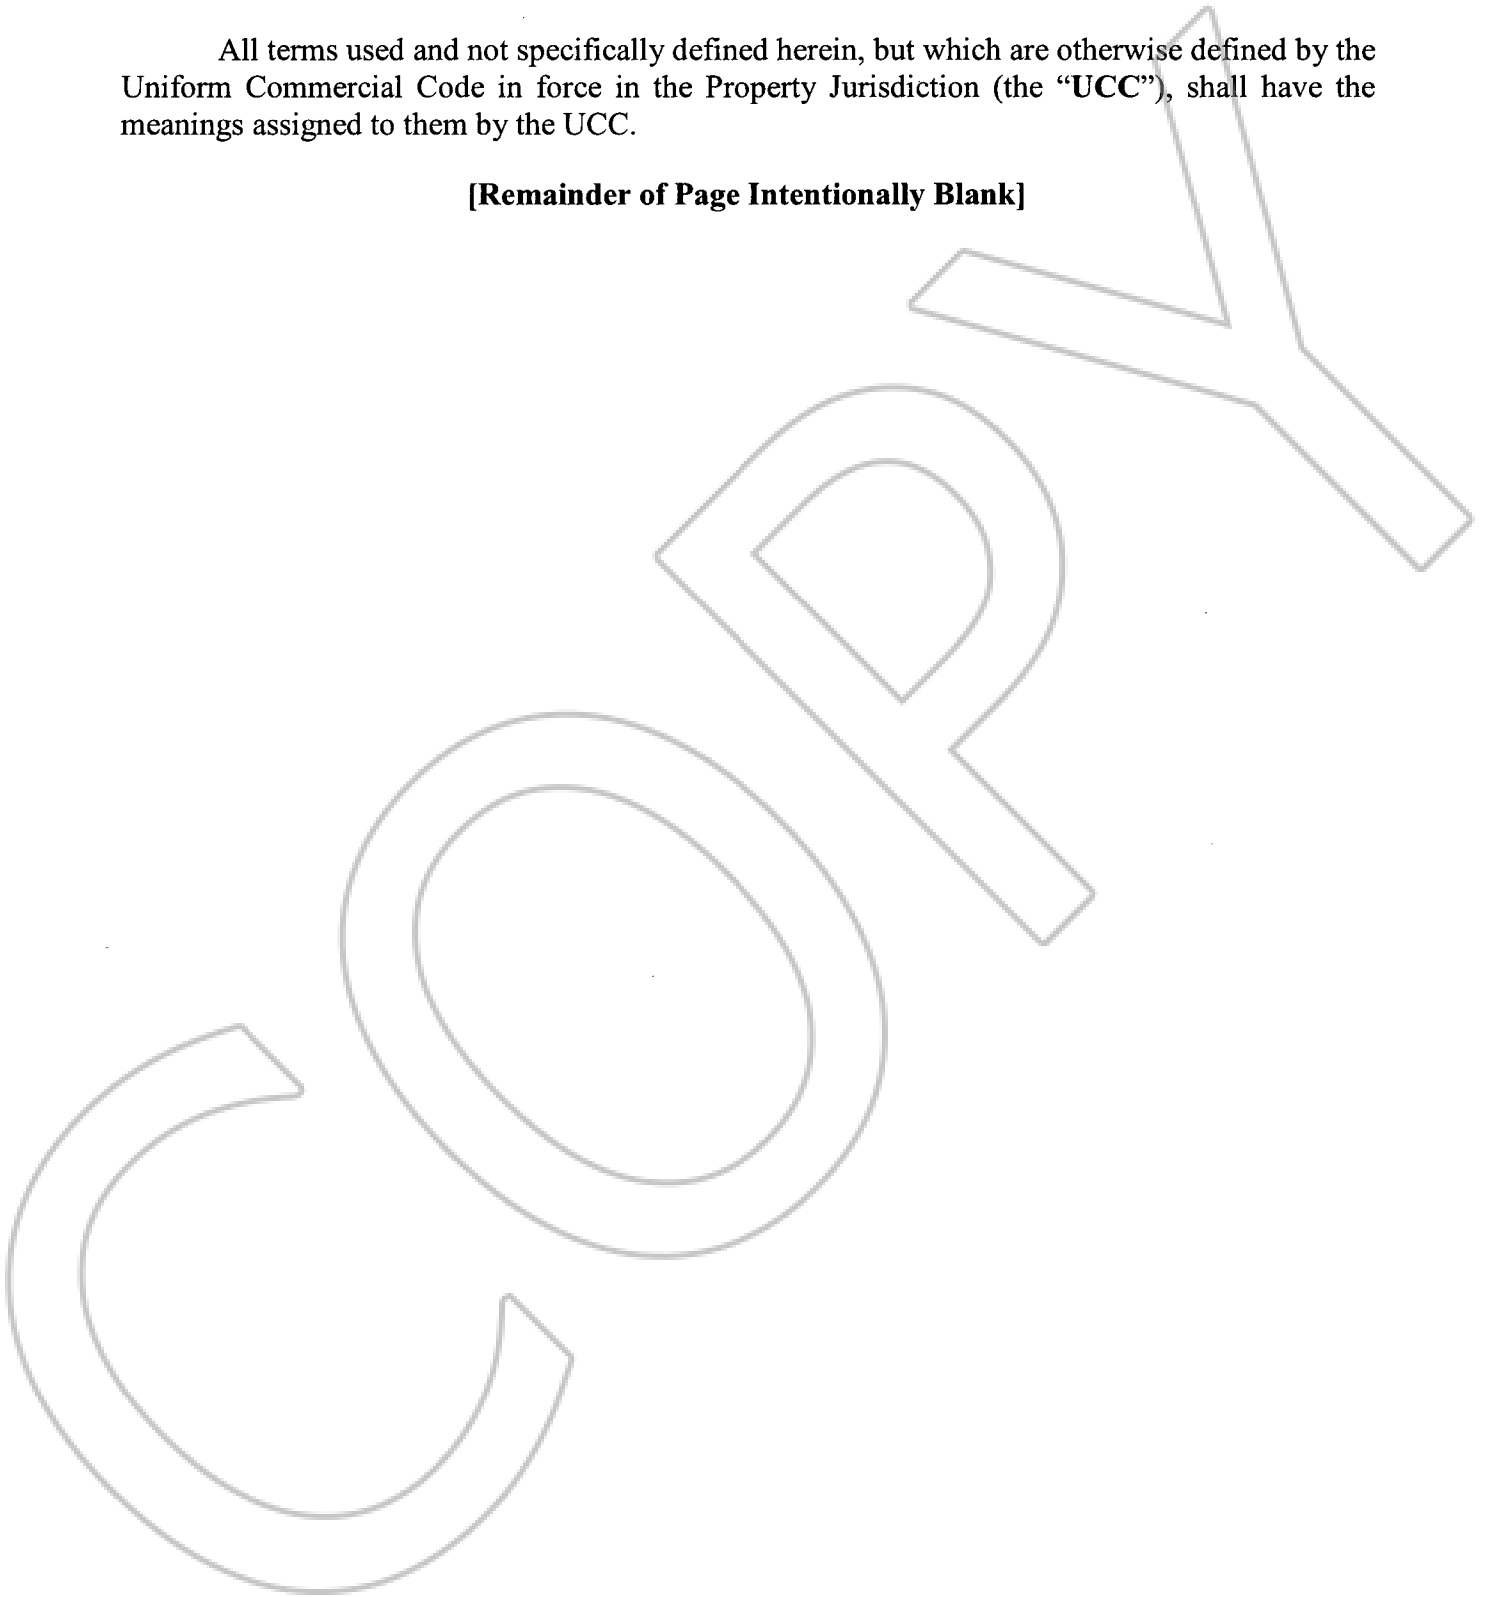 All terms used and not specifically defined herein, but which are otherwise defined by the
Uniform Commercial Code in force in the Property Jurisdiction (the “UCC”), shall have the
meanings assigned to them by the UCC.
[Remainder of Page Intentionally Blank]
COPY